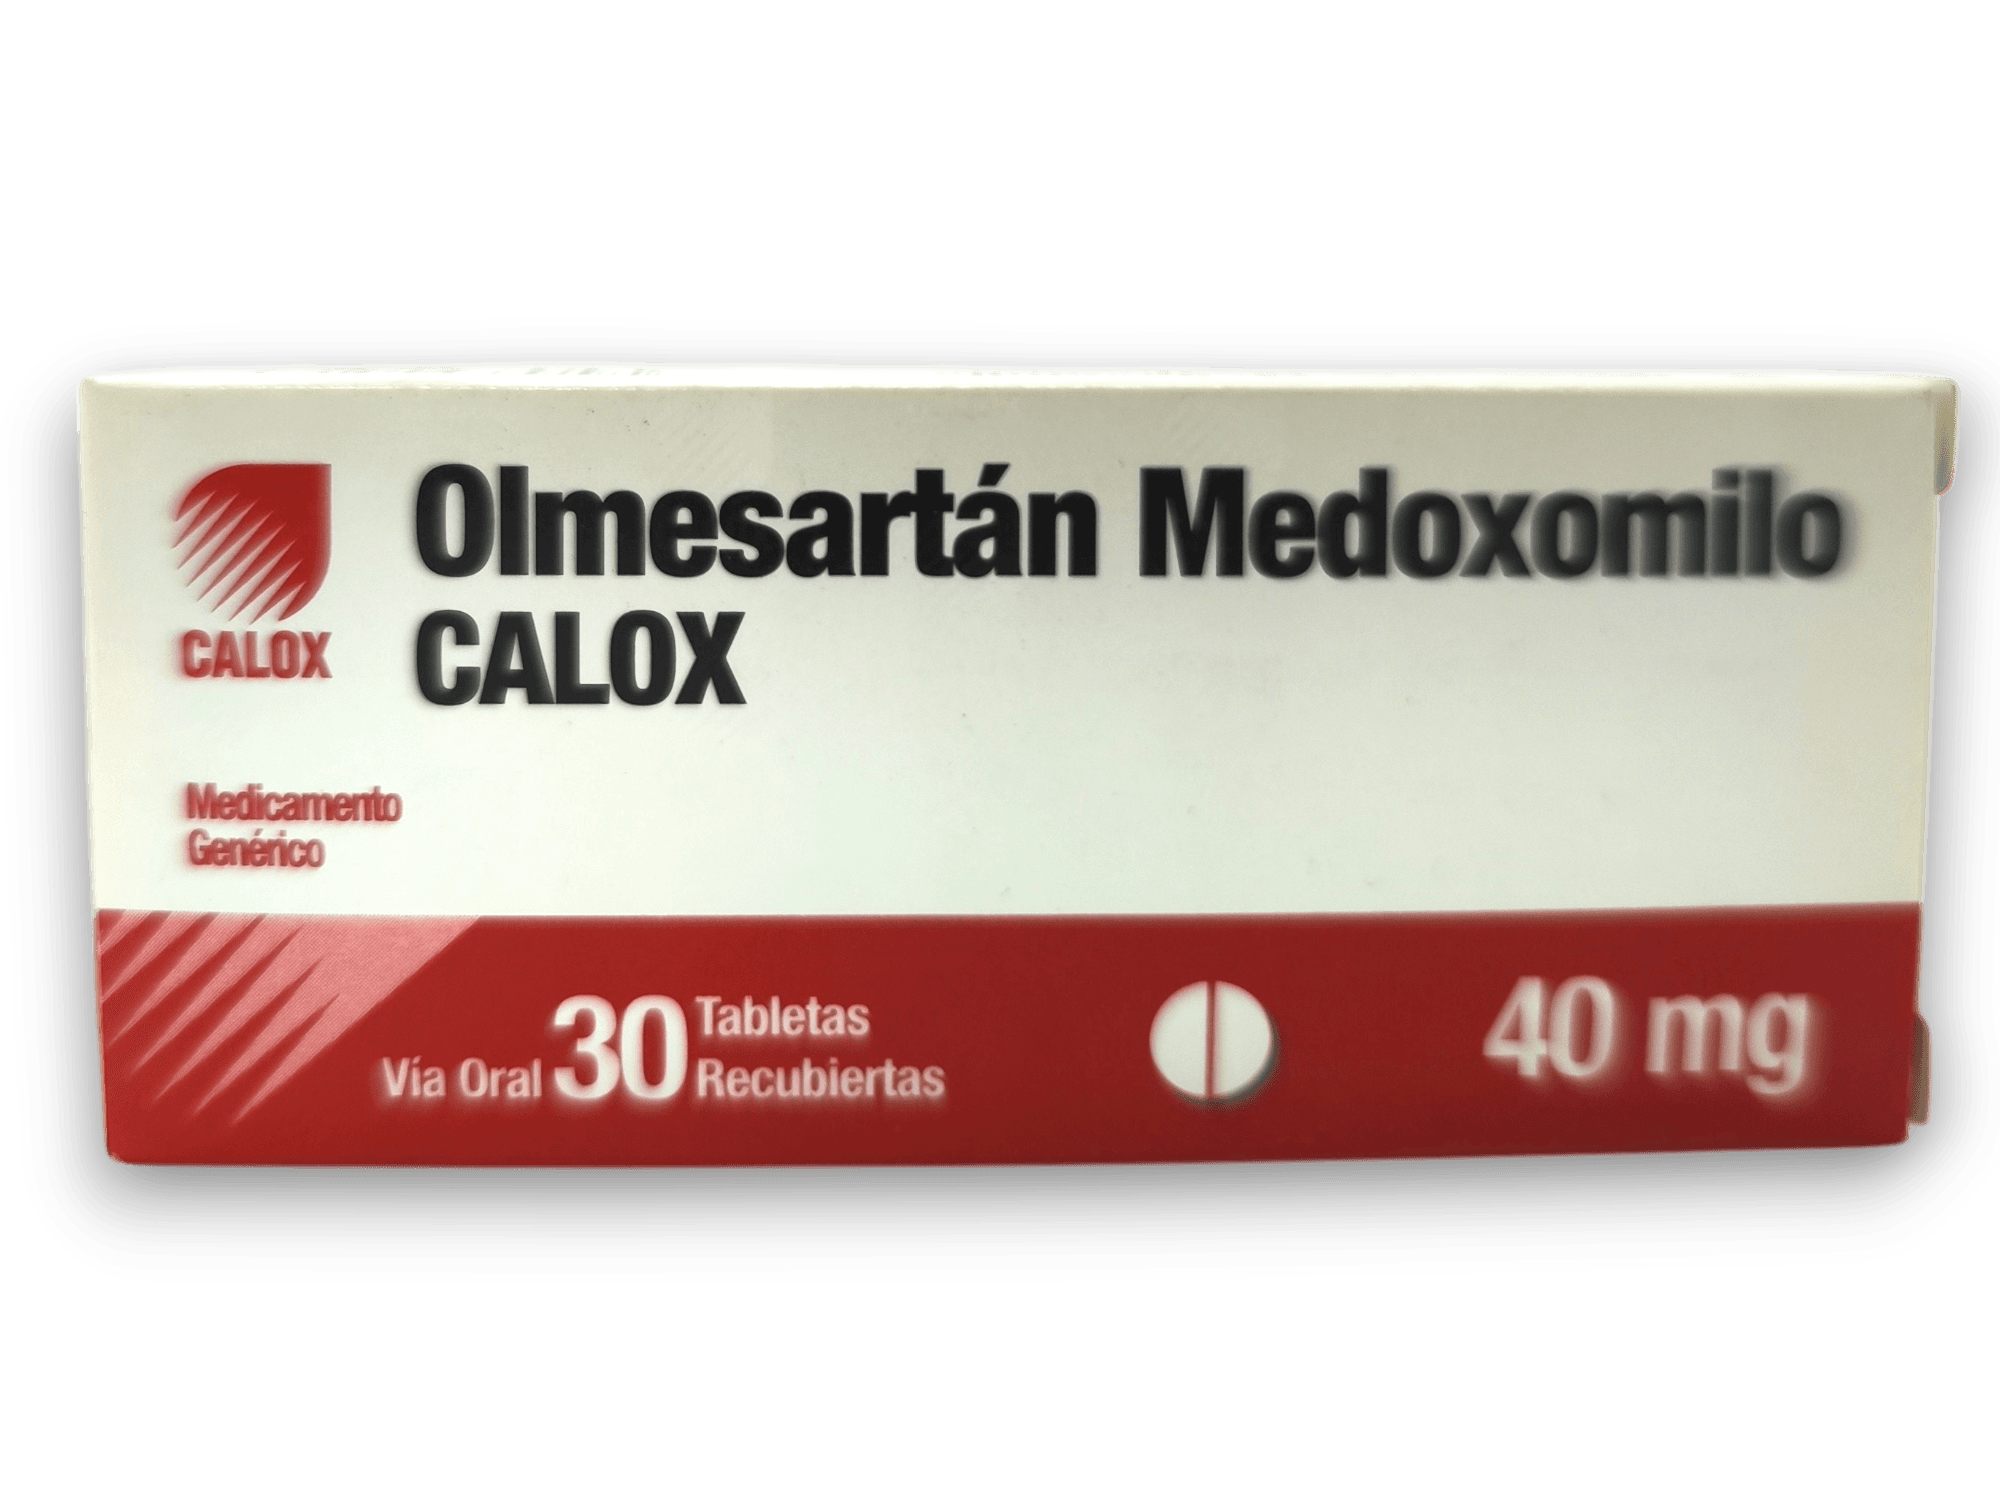 Olmesartán Medoxomilo
CALOX
CALOX
Medicamento
Genérico
Vía Oral 30 Tabletas
Recubiertas
40 mg